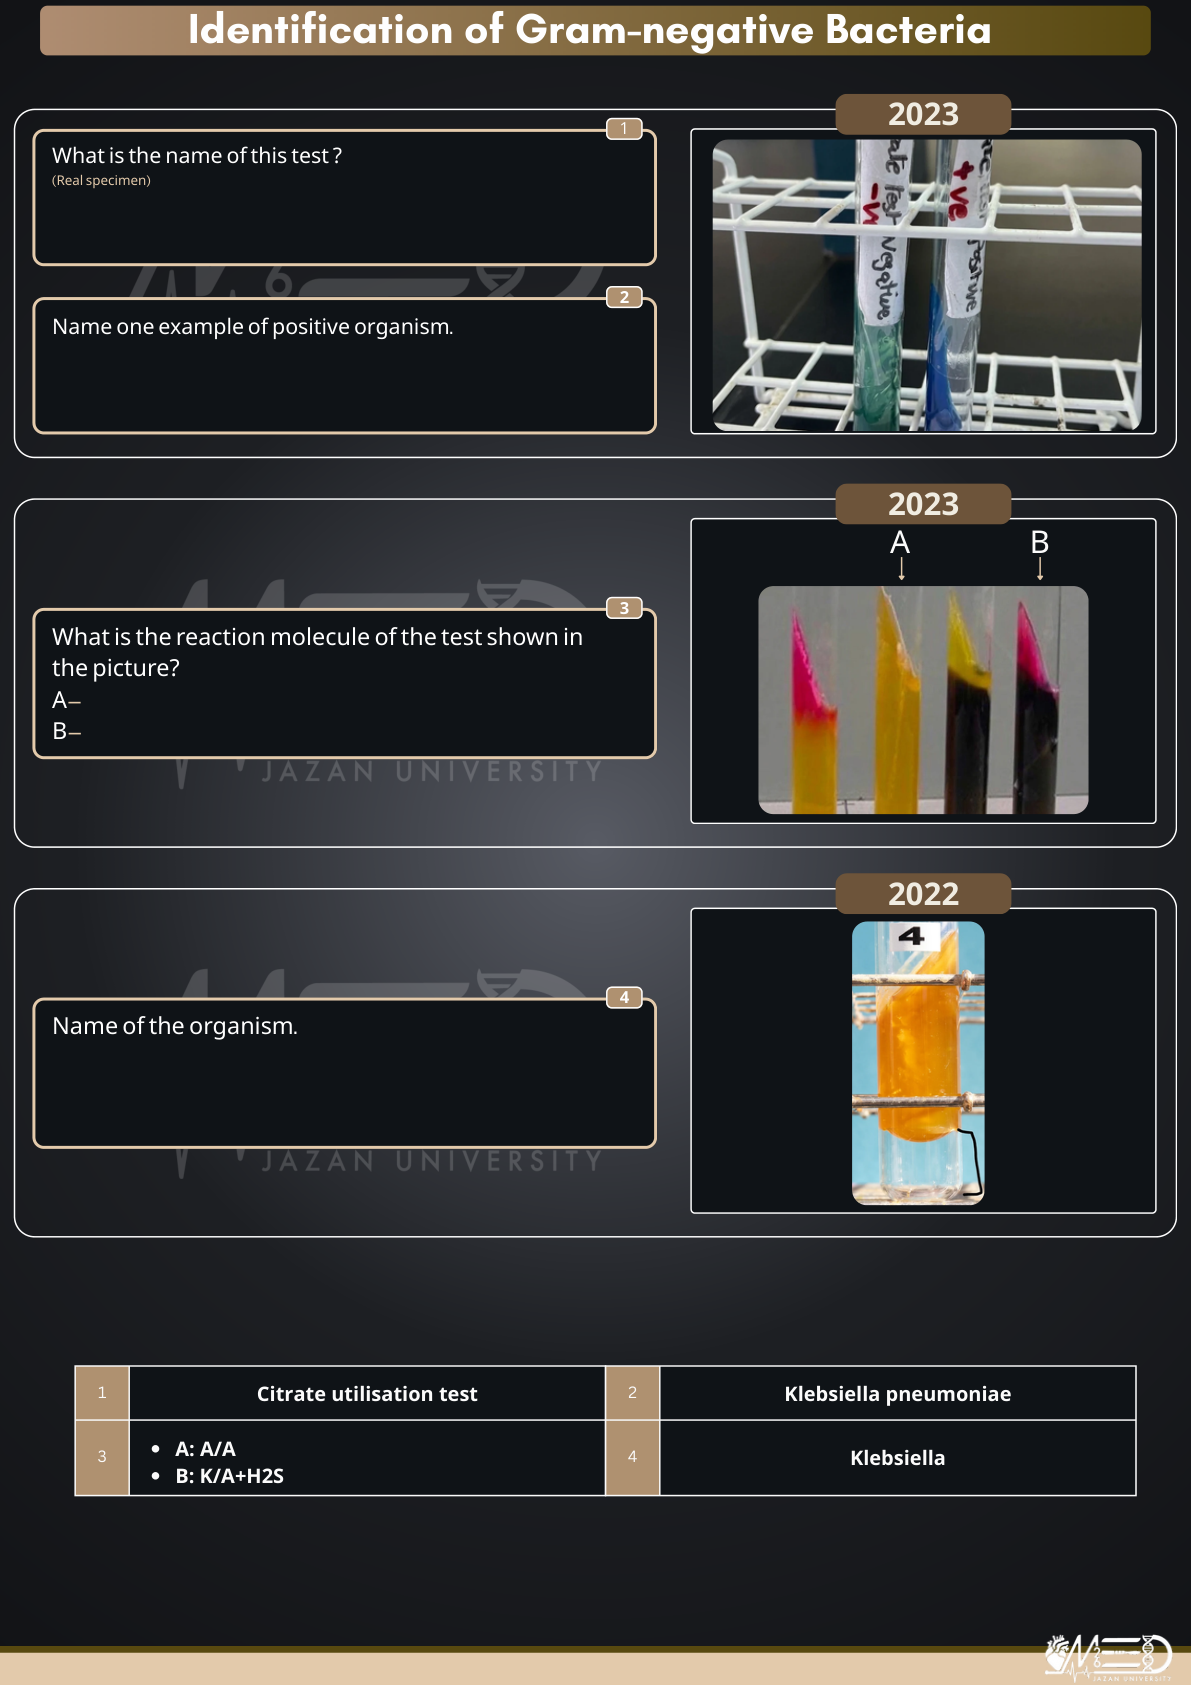 Identification of Gram-negative Bacteria
2023
1
What is the name of this test ?
(Real specimen)
-ve
Test Negative
+ve
positive
2
Name one example of positive organism.
2023
A
B
3
What is the reaction molecule of the test shown in
the picture?
A–
B–
JAZAN UNIVERSITY
2022
4
4
Name of the organism.
JAZAN UNIVERSITY
1
Citrate utilisation test
2
Klebsiella pneumoniae
3
• A: A/A
• B: K/A+H2S
4
Klebsiella
MED
JAZAN UNIVERSITY